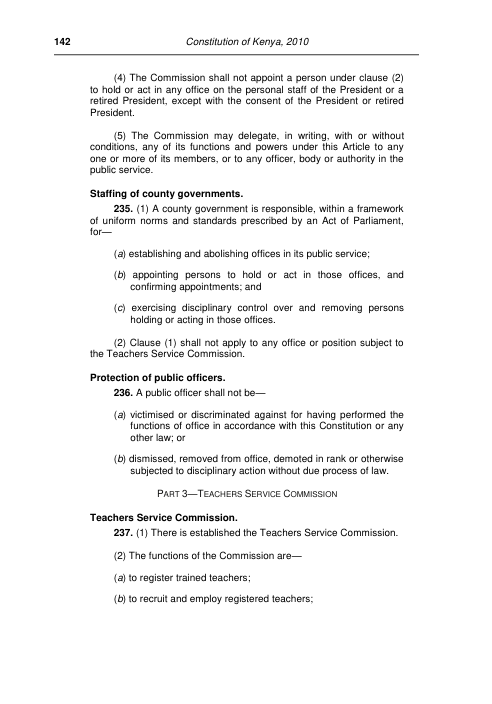 142
Constitution of Kenya, 2010
(4) The Commission shall not appoint a person under clause (2)
to hold or act in any office on the personal staff of the President or a
retired President, except with the consent of the President or retired
President.
(5) The Commission may delegate, in writing, with or without
conditions, any of its functions and powers under this Article to any
one or more of its members, or to any officer, body or authority in the
public service.
Staffing of county governments.
235. (1) A county government is responsible, within a framework
of uniform norms and standards prescribed by an Act of Parliament,
for—
(a) establishing and abolishing offices in its public service;
(b) appointing persons to hold or act in those offices, and
confirming appointments; and
(c) exercising disciplinary control over and removing persons
holding or acting in those offices.
(2) Clause (1) shall not apply to any office or position subject to
the Teachers Service Commission.
Protection of public officers.
236. A public officer shall not be—
(a) victimised or discriminated against for having performed the
functions of office in accordance with this Constitution or any
other law; or
(b) dismissed, removed from office, demoted in rank or otherwise
subjected to disciplinary action without due process of law.
PART 3—TEACHERS SERVICE COMMISSION
Teachers Service Commission.
237. (1) There is established the Teachers Service Commission.
(2) The functions of the Commission are—
(a) to register trained teachers;
(b) to recruit and employ registered teachers;